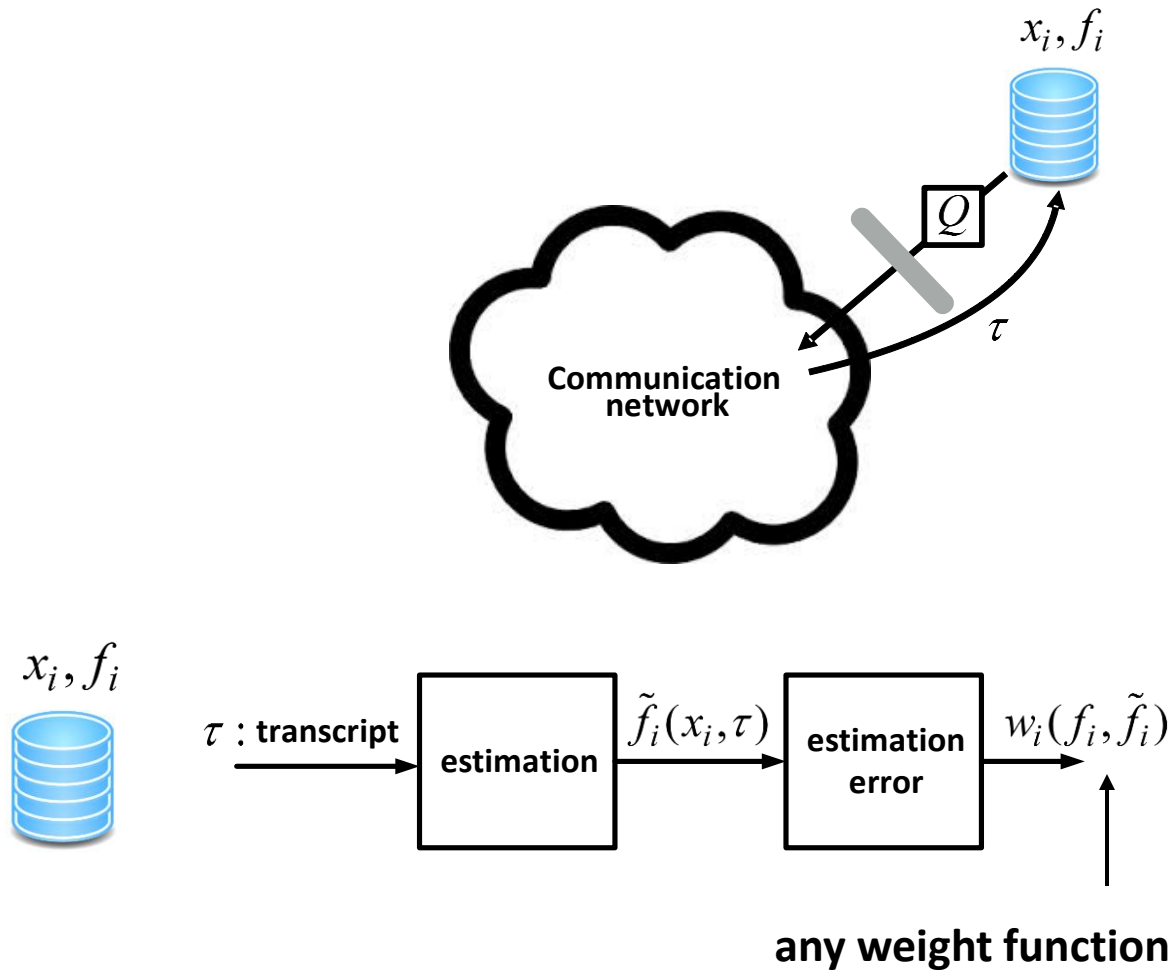 x_i, f_i
Q
τ
Communication
network
x_i, f_i
τ : transcript
estimation
f̃_i(x_i, τ)
estimation
error
w_i(f_i, f̃_i)
any weight function